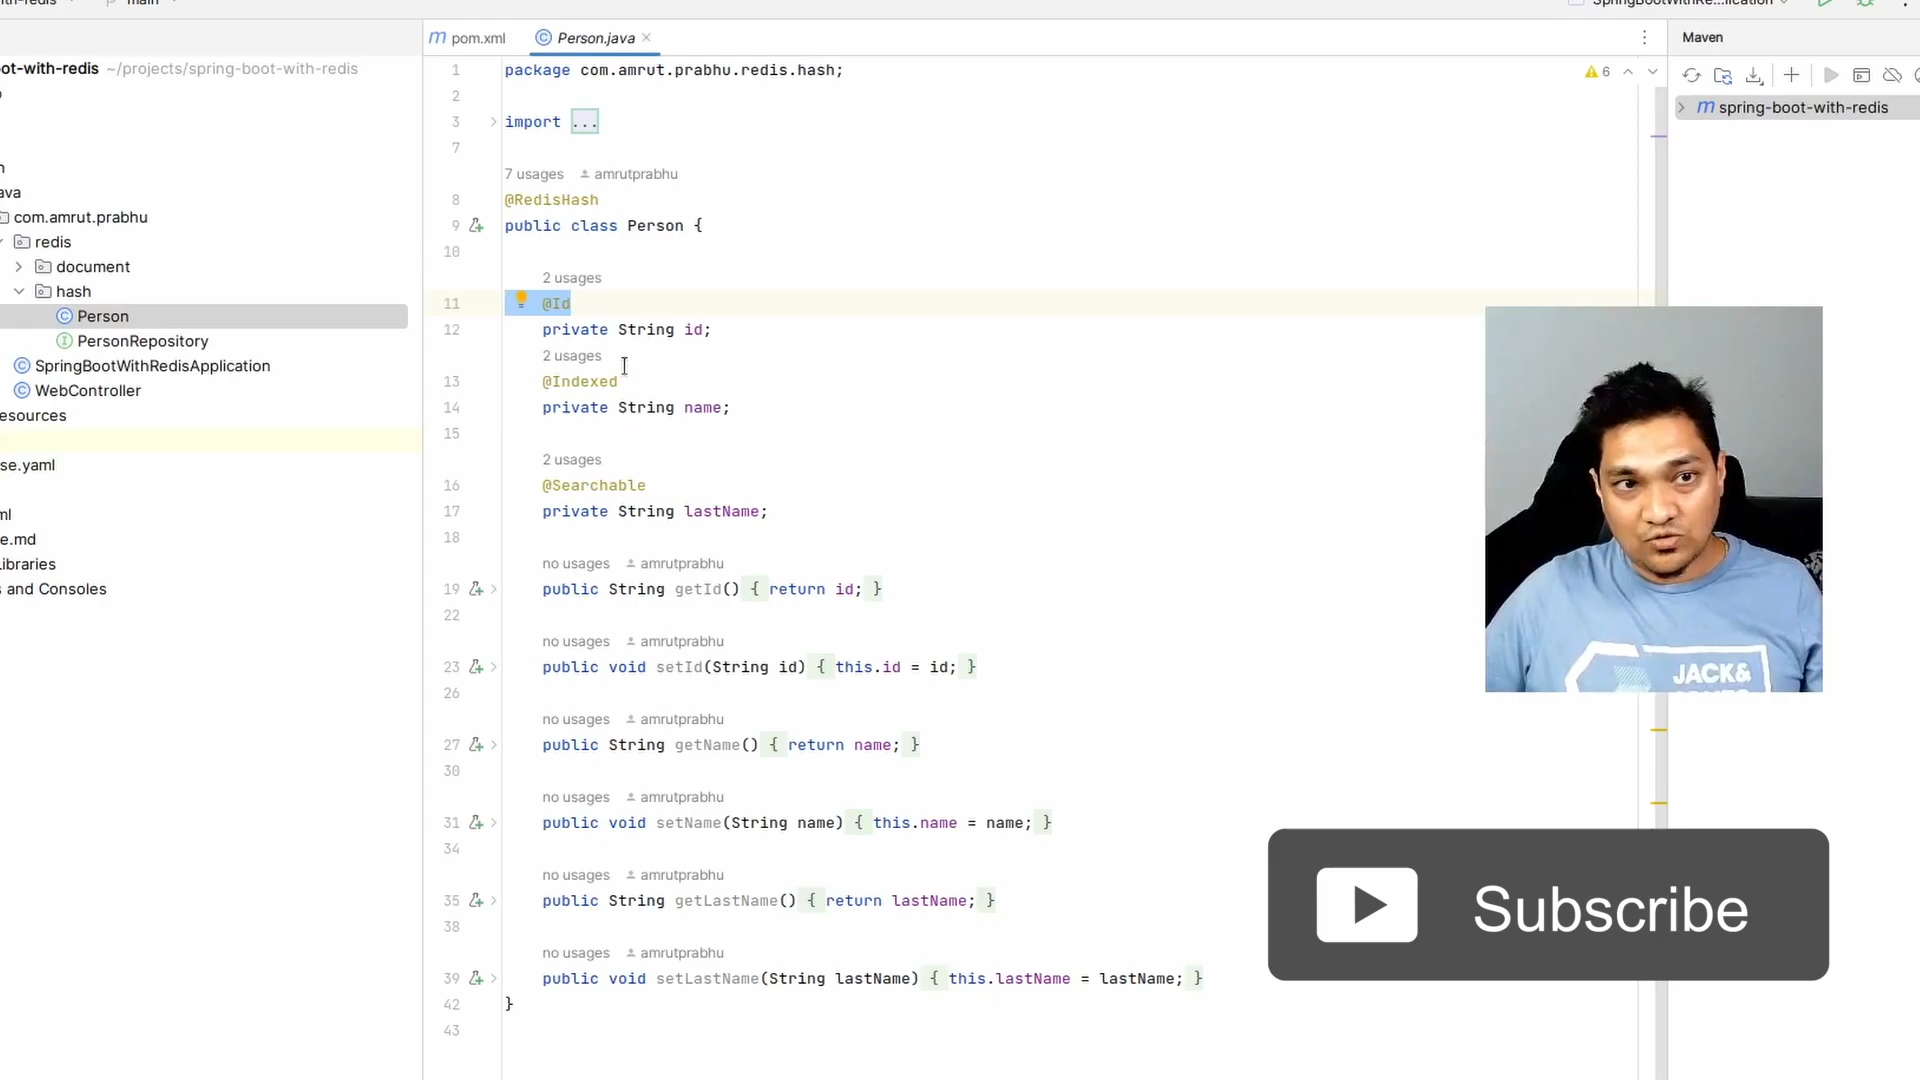 main
pom.xml
Person.java
Maven
ot-with-redis ~/projects/spring-boot-with-redis
ava
com.amrut.prabhu
redis
document
hash
Person
PersonRepository
SpringBootWithRedisApplication
WebController
esources
se.yaml
ml
e.md
Libraries
s and Consoles
1 package com.amrut.prabhu.redis.hash;
6
2
3 import ...
7
7 usages amrutprabhu
8 @RedisHash
9 public class Person {
10
2 usages
11 @Id
12 private String id;
2 usages
13 @Indexed
14 private String name;
15
2 usages
16 @Searchable
17 private String lastName;
18
no usages amrutprabhu
19 public String getId() { return id; }
22
no usages amrutprabhu
23 public void setId(String id) { this.id = id; }
26
no usages amrutprabhu
27 public String getName() { return name; }
30
no usages amrutprabhu
31 public void setName(String name) { this.name = name; }
34
no usages amrutprabhu
35 public String getLastName() { return lastName; }
38
no usages amrutprabhu
39 public void setLastName(String lastName) { this.lastName = lastName; }
42 }
43
m spring-boot-with-redis
JACK&
Subscribe